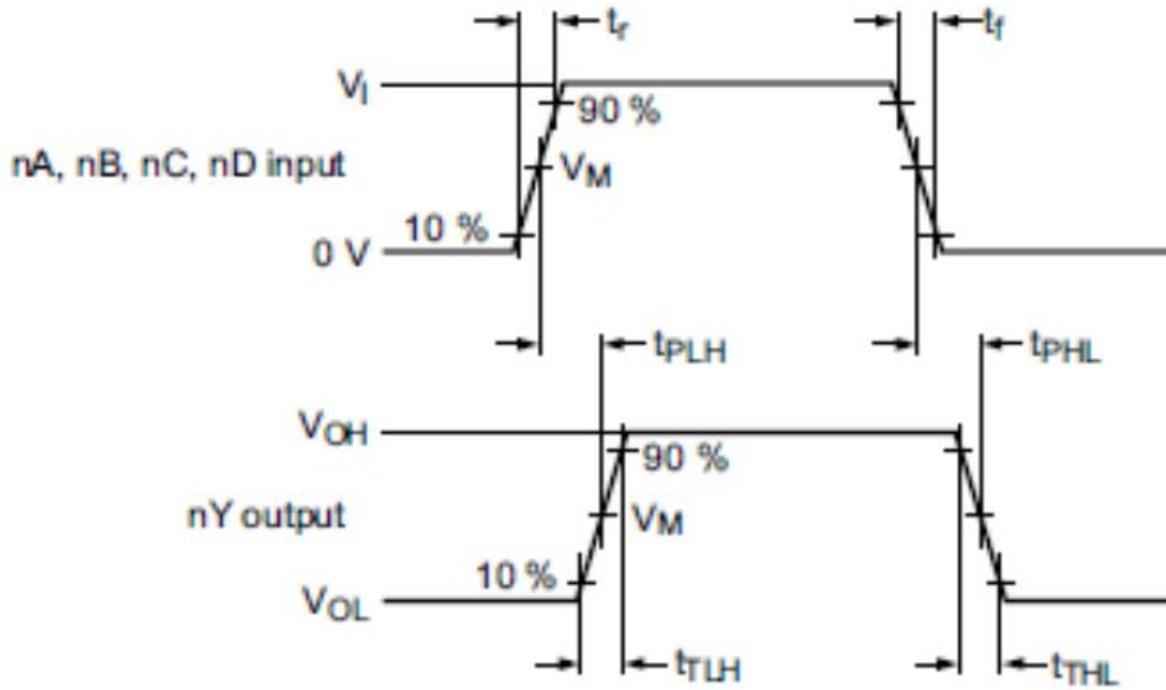 tr tf
VI
90 %
nA, nB, nC, nD input VM
10 %
0 V
tPLH tPHL
VOH
90 %
nY output VM
10 %
VOL
tTLH tTHL